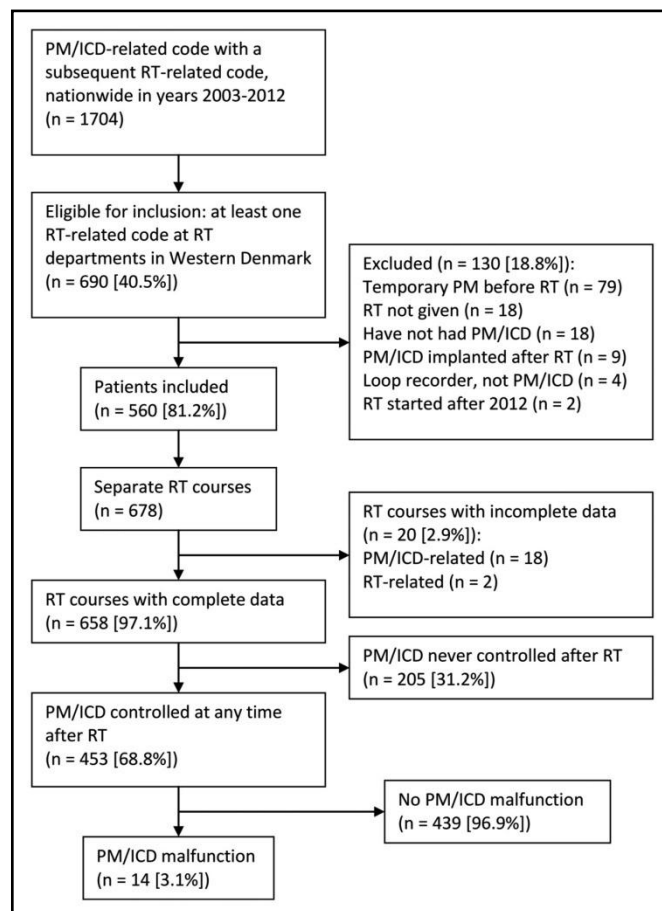 PM/ICD-related code with a
subsequent RT-related code,
nationwide in years 2003-2012
(n = 1704)
Eligible for inclusion: at least one
RT-related code at RT
departments in Western Denmark
n = 690 [40.5%])
Excluded (n = 130 [18.8%]):
Temporary PM before RT (n = 79)
RT not given (n = 18)
Have not had PM/ICD (n = 18)
PM/ICD implanted after RT (n = 9)
Loop recorder, not PM/ICD (n = 4)
RT started after 2012 (n = 2)
Patients included
(n = 560 [81.2%])
Separate RT courses
(n = 678)
RT courses with incomplete data
(n = 20 [2.9%]):
PM/ICD-related (n = 18)
RT-related (n = 2)
RT courses with complete data
(n = 658 [97.1%])
PM/ICD never controlled after RT
(n = 205 [31.2%])
PM/ICD controlled at any time
after RT
(n = 453 [68.8%])
No PM/ICD malfunction
(n = 439 [96.9%])
PM/ICD malfunction
(n = 14 [3.1%])